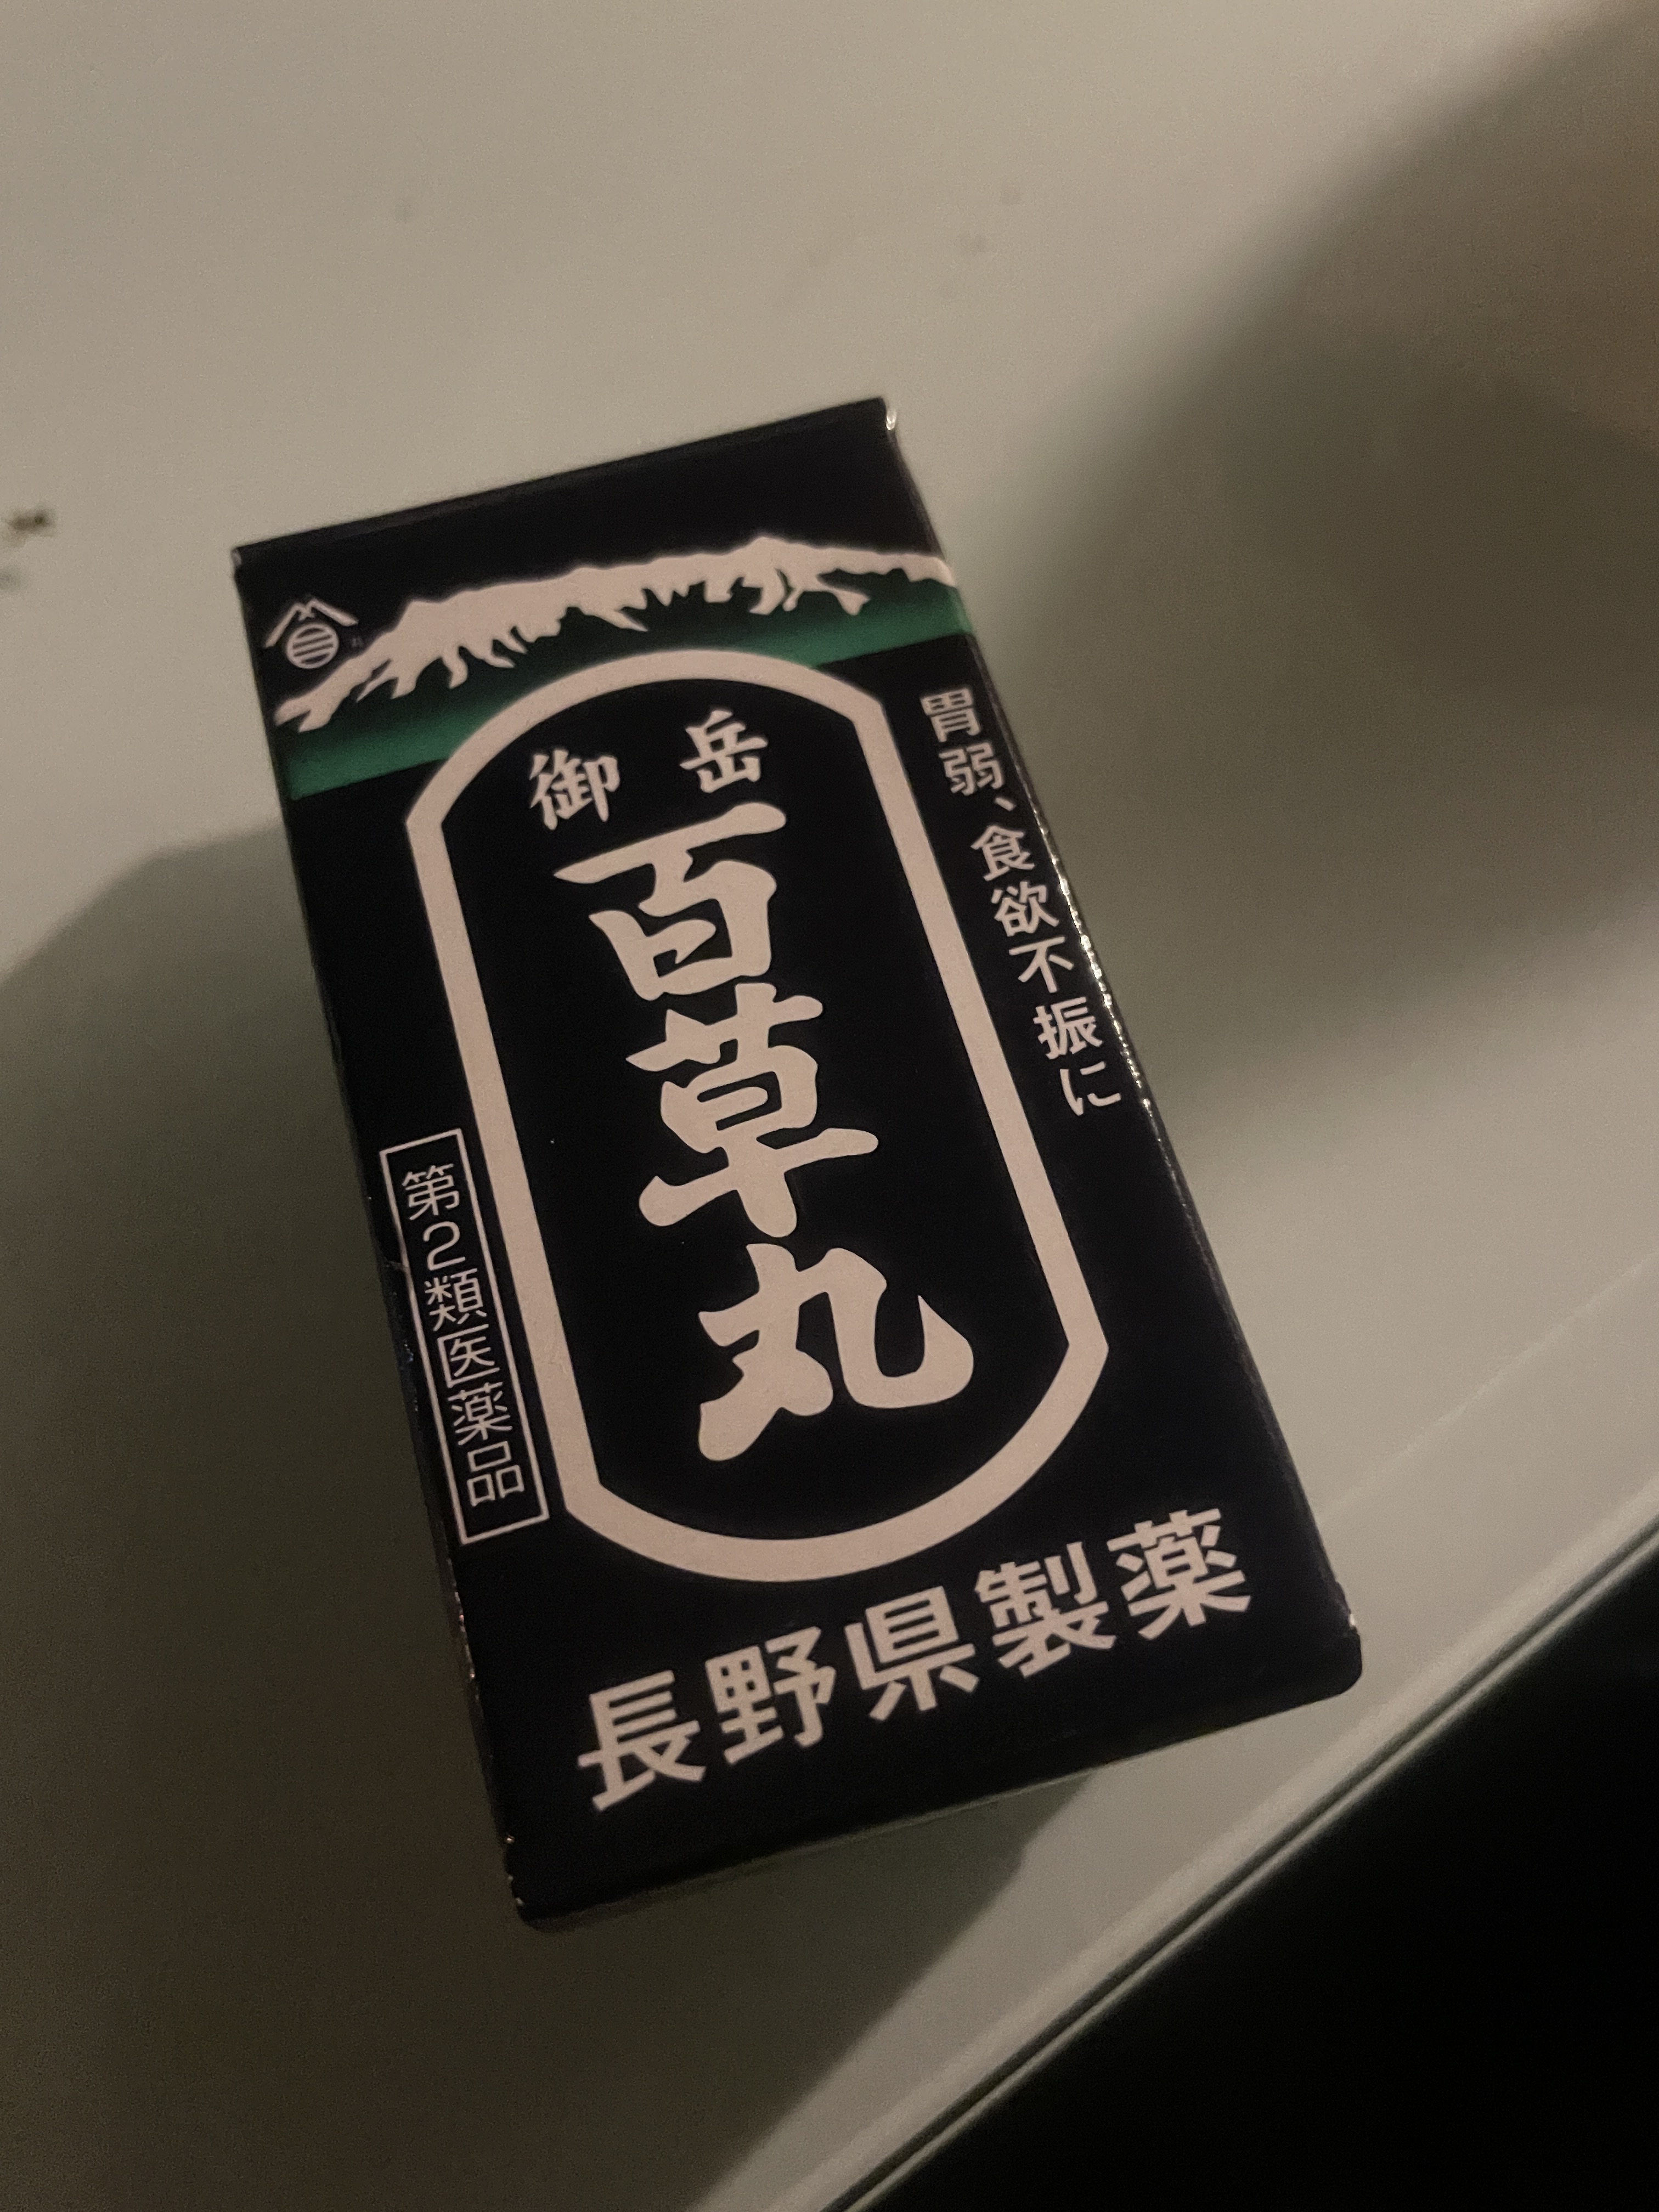 御岳
百草丸
胃弱、食欲不振に
第2類医薬品
長野県製薬